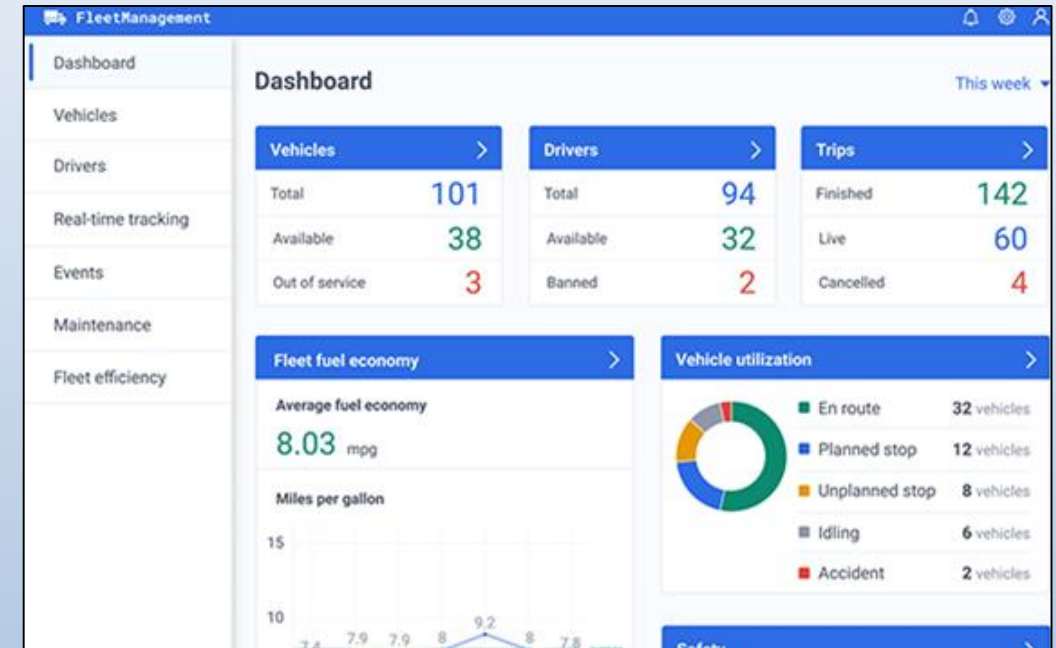 FleetManagement
Dashboard
Vehicles
Drivers
Real-time tracking
Events
Maintenance
Fleet efficiency
Dashboard
This week
Vehicles
Total 101
Available 38
Out of service 3
Drivers
Total 94
Available 32
Banned 2
Trips
Finished 142
Live 60
Cancelled 4
Fleet fuel economy
Average fuel economy
8.03 mpg
Miles per gallon
15
10
7.9 7.9 8 9.2 8 7.8
Vehicle utilization
En route 32 vehicles
Planned stop 12 vehicles
Unplanned stop 8 vehicles
Idling 6 vehicles
Accident 2 vehicles